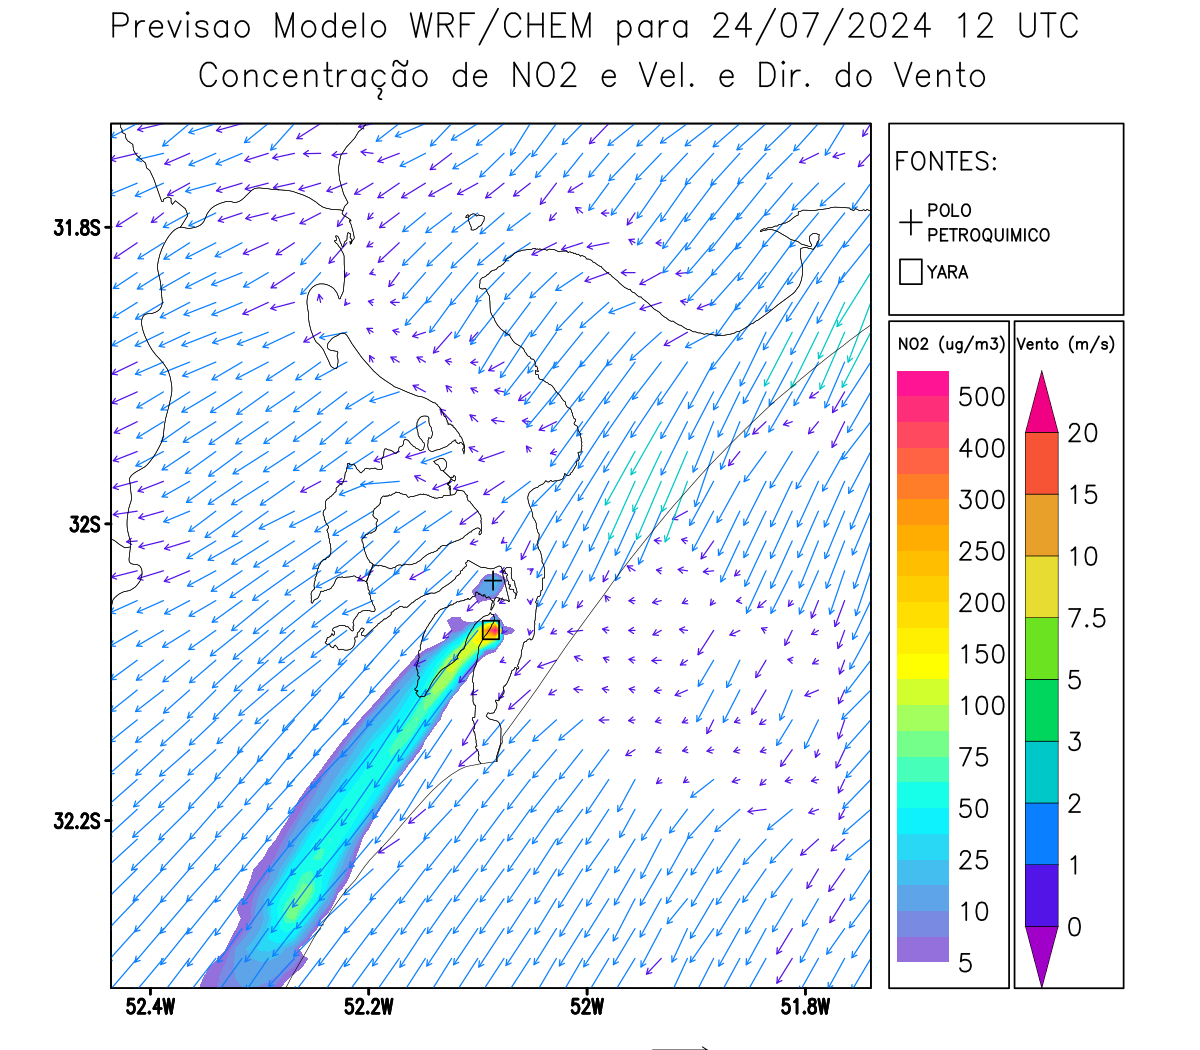 Previsao Modelo WRF/CHEM para 24/07/2024 12 UTC
Concentração de NO2 e Vel. e Dir. do Vento
FONTES:
POLO
PETROQUIMICO
YARA
NO2 (ug/m3)
500
400
300
250
200
150
100
75
50
25
10
5
Vento (m/s)
20
15
10
7.5
5
3
2
1
0
31.8S
32S
32.2S
52.4W
52.2W
52W
51.8W